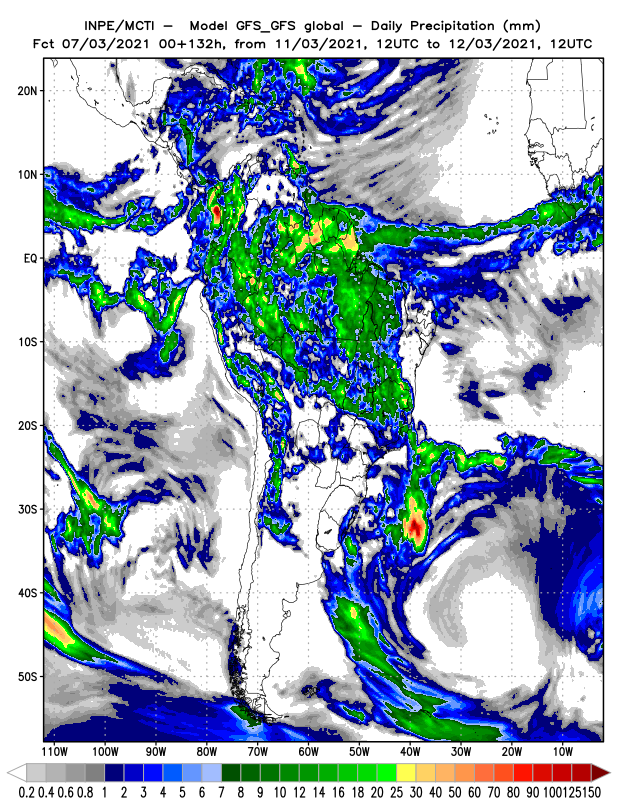 INPE/MCTI – Model GFS_GFS global – Daily Precipitation (mm)
Fct 07/03/2021 00+132h, from 11/03/2021, 12UTC to 12/03/2021, 12UTC
20N
10N
EQ
10S
20S
30S
40S
50S
110W 100W 90W 80W 70W 60W 50W 40W 30W 20W 10W
0.2 0.4 0.6 0.8 1 2 3 4 5 6 7 8 9 10 12 14 16 18 20 25 30 40 50 60 70 80 90 100 125 150